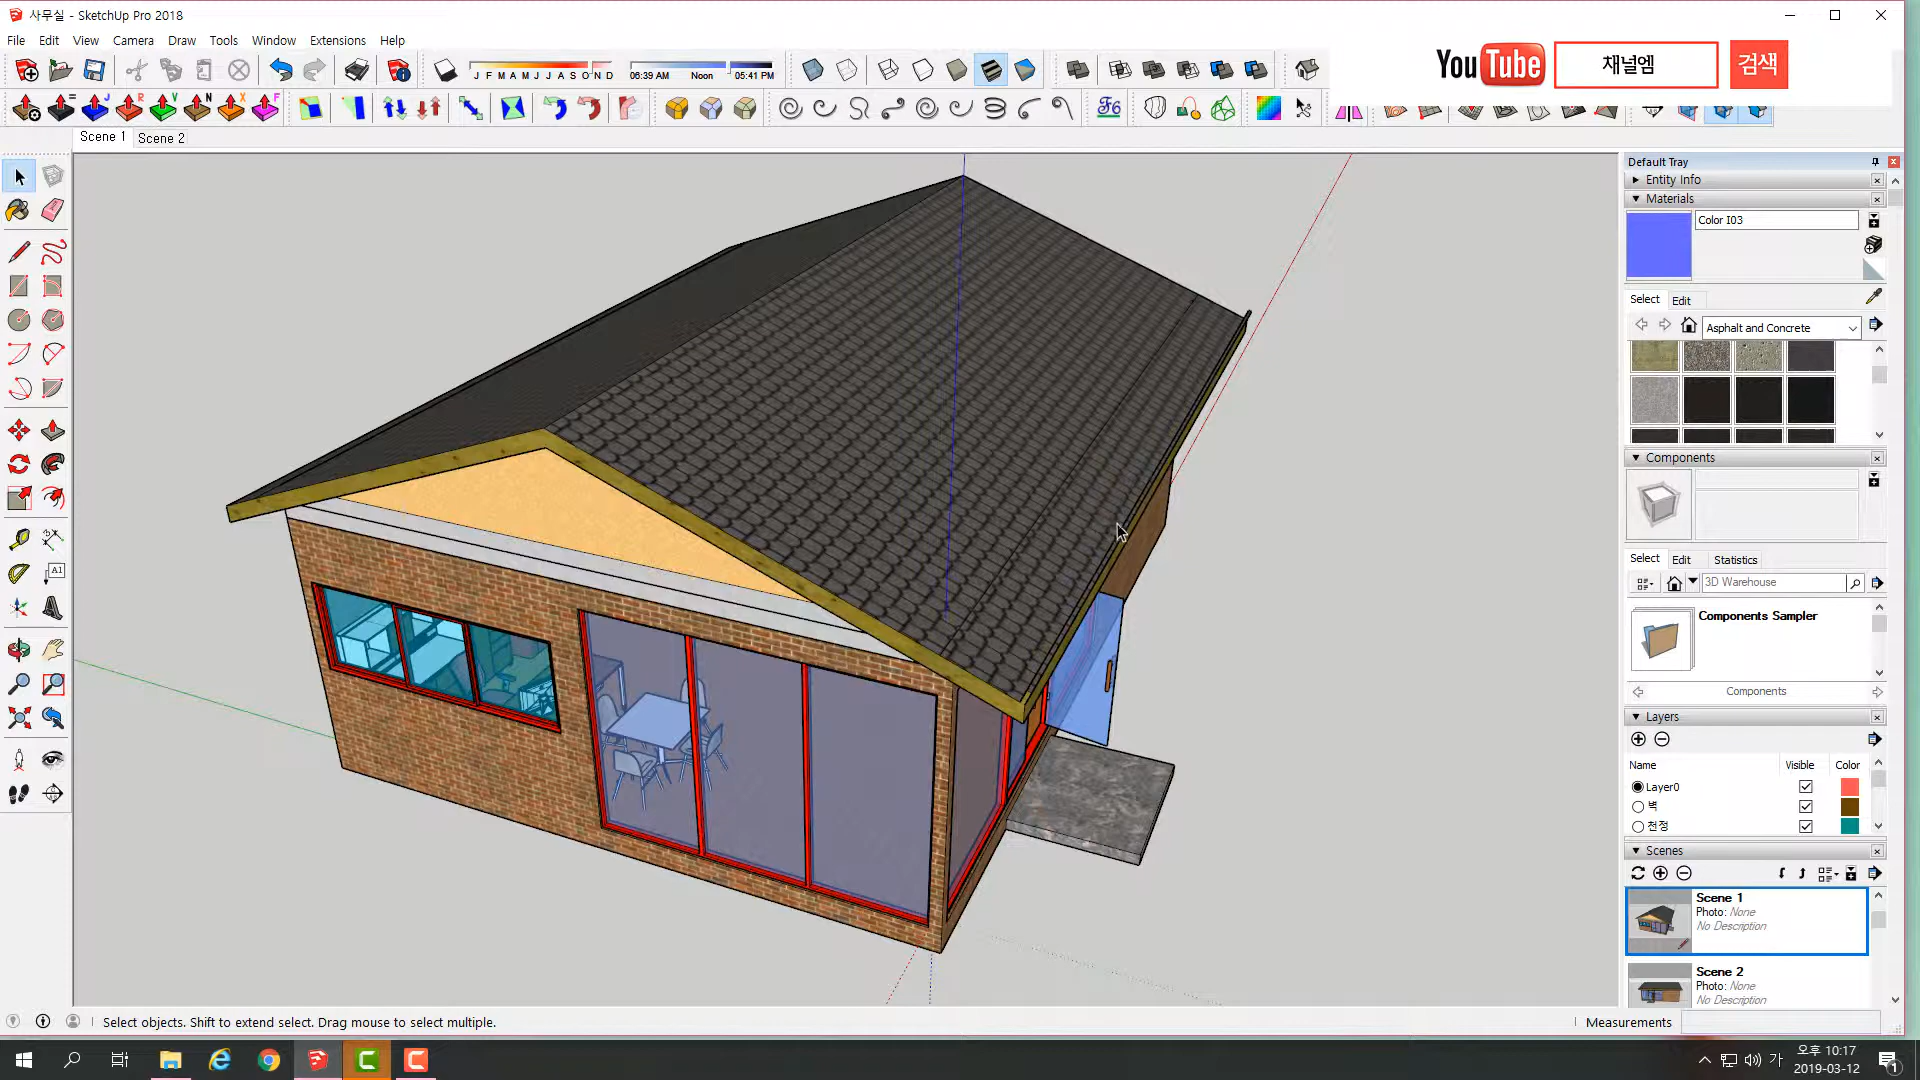 사무실 - SketchUp Pro 2018
File Edit View Camera Draw Tools Window Extensions Help
YouTube 채널엠 검색
J F M A M J J A S O N D 06:39 AM Noon 05:41 PM
= J R V N X F
F6
Scene 1 Scene 2
Default Tray
Entity Info
Materials
Color I03
Select Edit
Asphalt and Concrete
Components
Select Edit Statistics
3D Warehouse
Components Sampler
Components
Layers
Name Visible Color
Layer0
벽
천정
Scenes
Scene 1
Photo: None
No Description
Scene 2
Photo: None
No Description
A1
Select objects. Shift to extend select. Drag mouse to select multiple.
Measurements
가
오후 10:17
2019-03-12
1